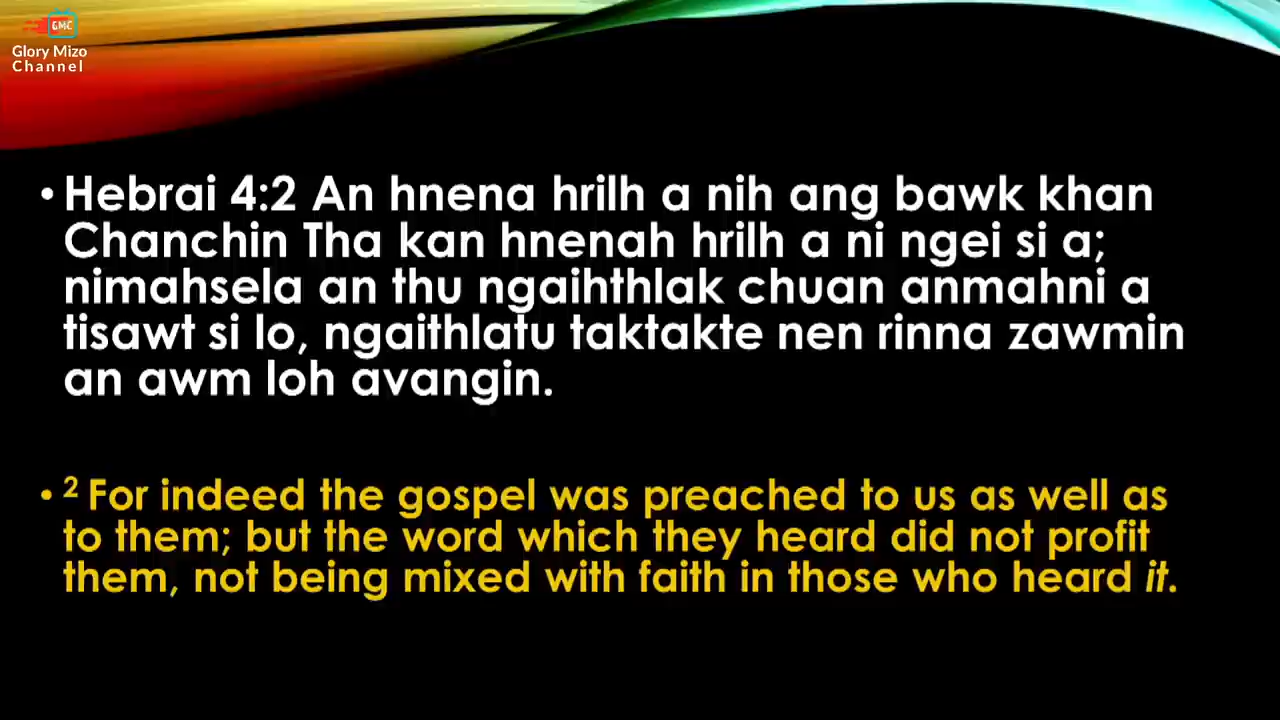 GMC
Glory Mizo
Channel
• Hebrai 4:2 An hnena hrilh a nih ang bawk khan
Chanchin Tha kan hnenah hrilh a ni ngei si a;
nimahsela an thu ngaihthlak chuan anmahni a
tisawt si lo, ngaithlatu taktakte nen rinna zawmin
an awm loh avangin.
• ² For indeed the gospel was preached to us as well as
to them; but the word which they heard did not profit
them, not being mixed with faith in those who heard it.